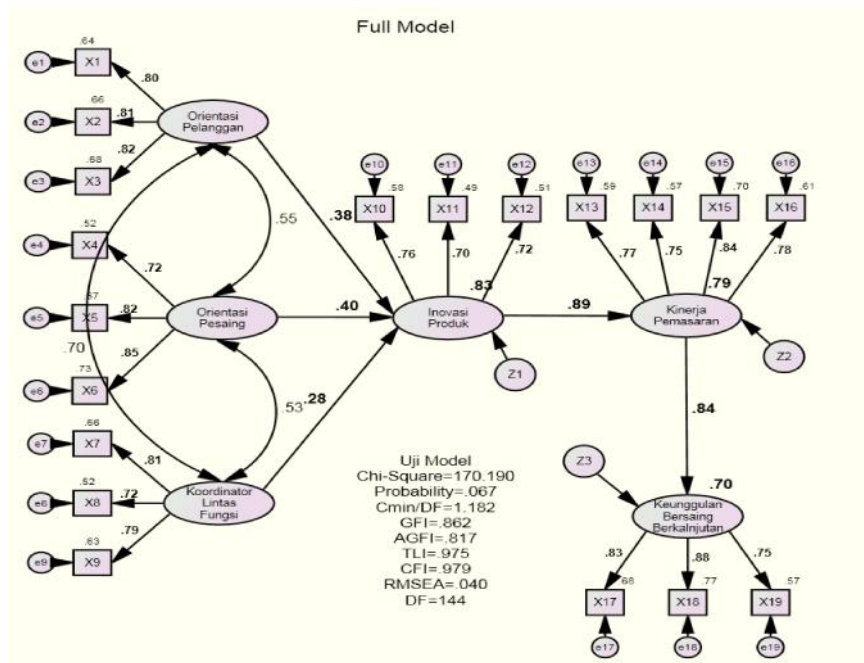 Full Model
.64
e1
X1
.80
.66
e2
X2
.81
Orientasi
Pelanggan
.68
e3
X3
.82
.52
e4
X4
.72
e5
X5
.82
Orientasi
Pesaing
.73
e6
X6
.85
.66
e7
X7
.81
.52
e8
X8
.72
Koordinator
Lintas
Fungsi
.63
e9
X9
.79
.55
.70
.53
.38
.40
.28
e10
e11
e12
.58
.49
.51
X10
X11
X12
.76
.70
.72
.83
Inovasi
Produk
Z1
.89
e13
e14
e15
e16
.59
.57
.70
.61
X13
X14
X15
X16
.77
.75
.84
.78
.79
Kinerja
Pemasaran
Z2
.84
Z3
.70
Keunggulan
Bersaing
Berkalnjutan
.83
.88
.75
.68
.77
.57
X17
X18
X19
e17
e18
e19
Uji Model
Chi-Square=170.190
Probability=.067
Cmin/DF=1.182
GFI=.862
AGFI=.817
TLI=.975
CFI=.979
RMSEA=.040
DF=144